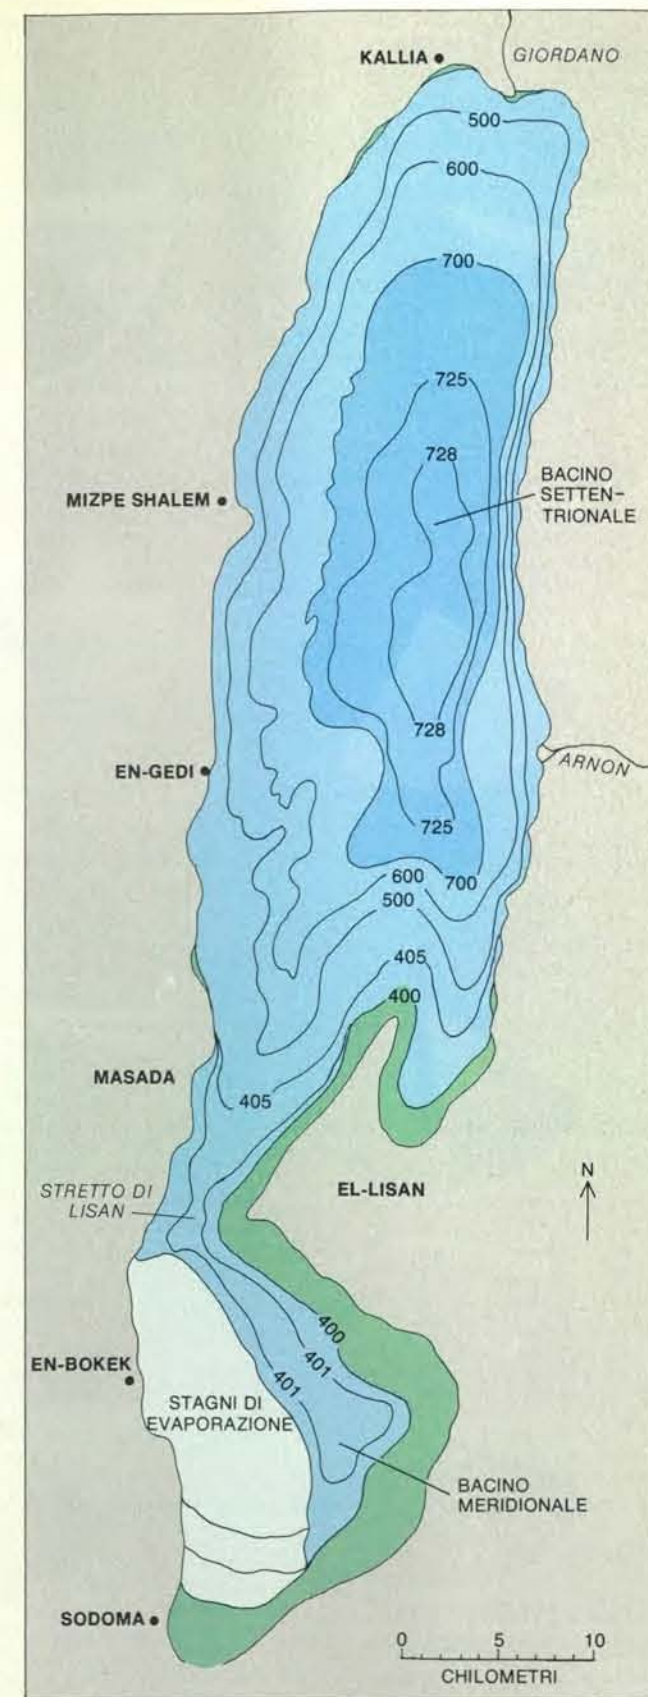 KALLIA
GIORDANO
500
600
700
725
728
BACINO
SETTEN-
TRIONALE
MIZPE SHALEM
728
EN-GEDI
ARNON
725
600
700
500
405
400
MASADA
405
EL-LISAN
N
STRETTO DI
LISAN
400
EN-BOKEK
401
401
STAGNI DI
EVAPORAZIONE
BACINO
MERIDIONALE
SODOMA
0 5 10
CHILOMETRI